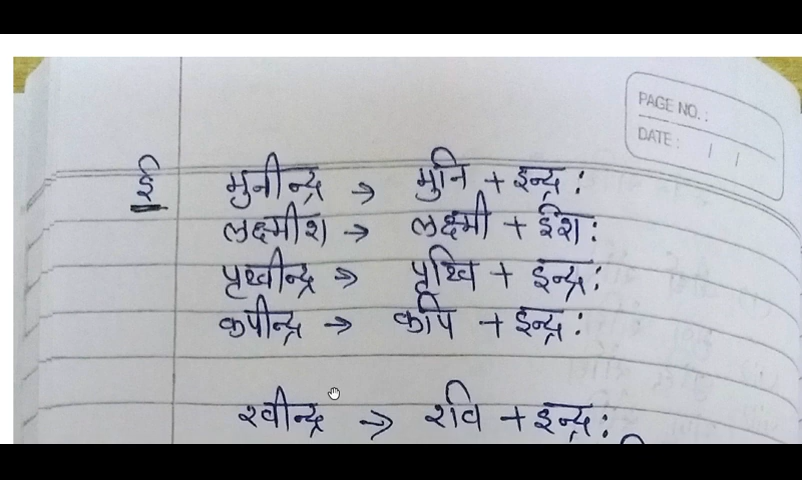 PAGE NO. :
DATE : / /
ई मुनीन्द्र → मुनि + इन्द्र :
लक्ष्मीश → लक्ष्मी + ईश :
पृथ्वीन्द्र → पृथ्वि + इन्द्र :
कपीन्द्र → कपि + इन्द्र :
रवीन्द्र → रवि + इन्द्र :